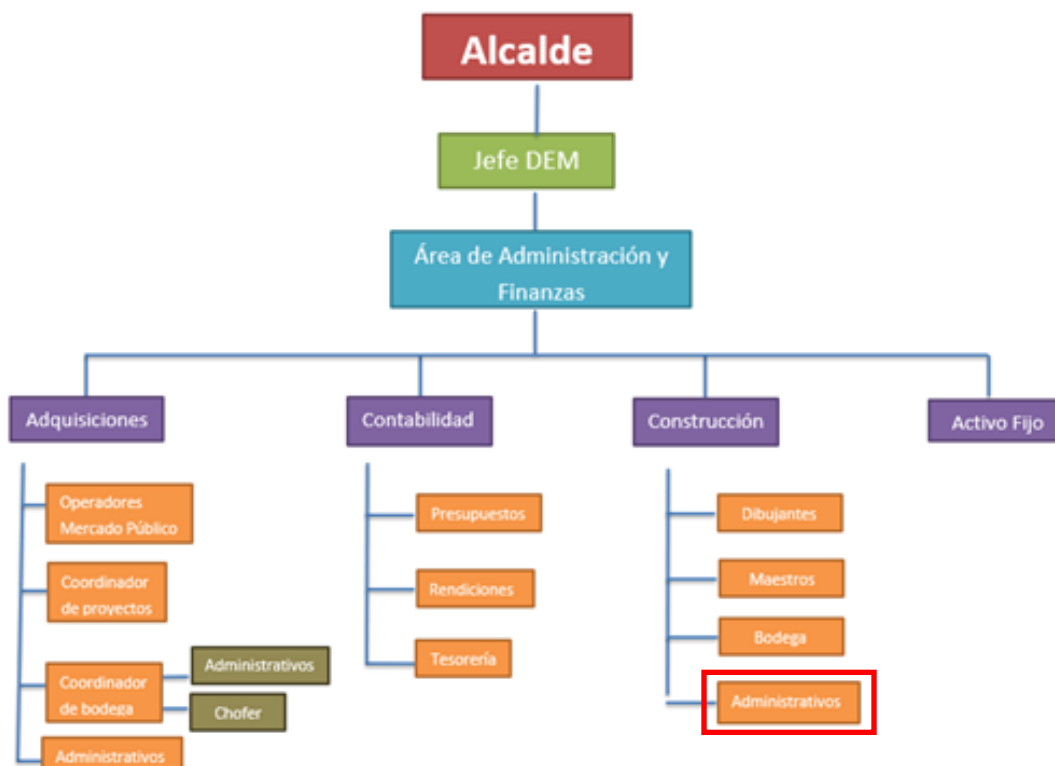 Alcalde
Jefe DEM
Área de Administración y
Finanzas
Adquisiciones
Contabilidad
Construcción
Activo Fijo
Operadores
Mercado Público
Coordinador
de proyectos
Coordinador
de bodega
Administrativos
Chofer
Administrativos
Presupuestos
Rendiciones
Tesorería
Dibujantes
Maestros
Bodega
Administrativos